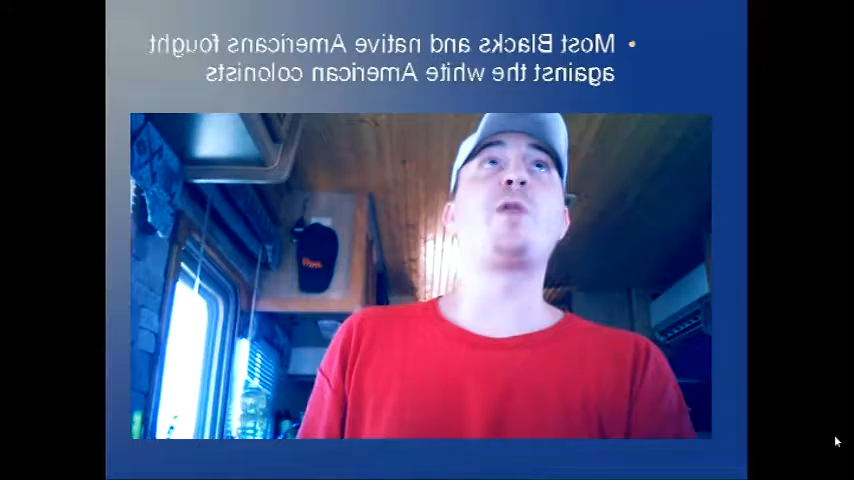 • Most Blacks and native Americans fought
against the white American colonists